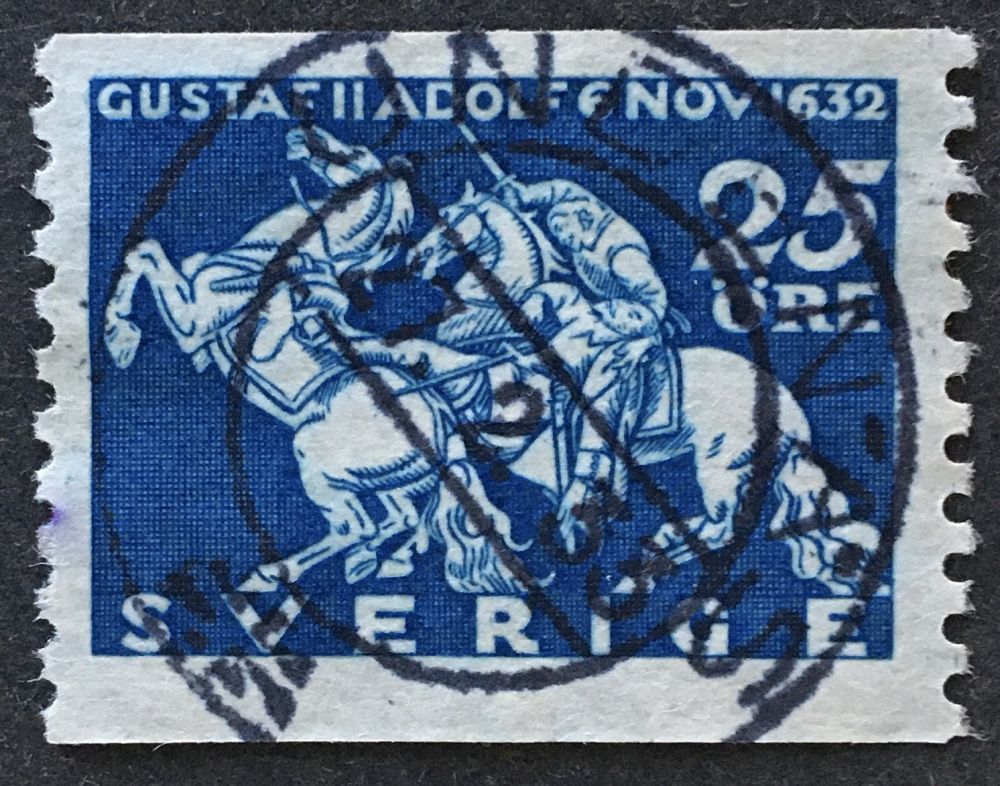 GUSTAF II ADOLF 6 NOV 1632
25
ÖRE
SVERIGE